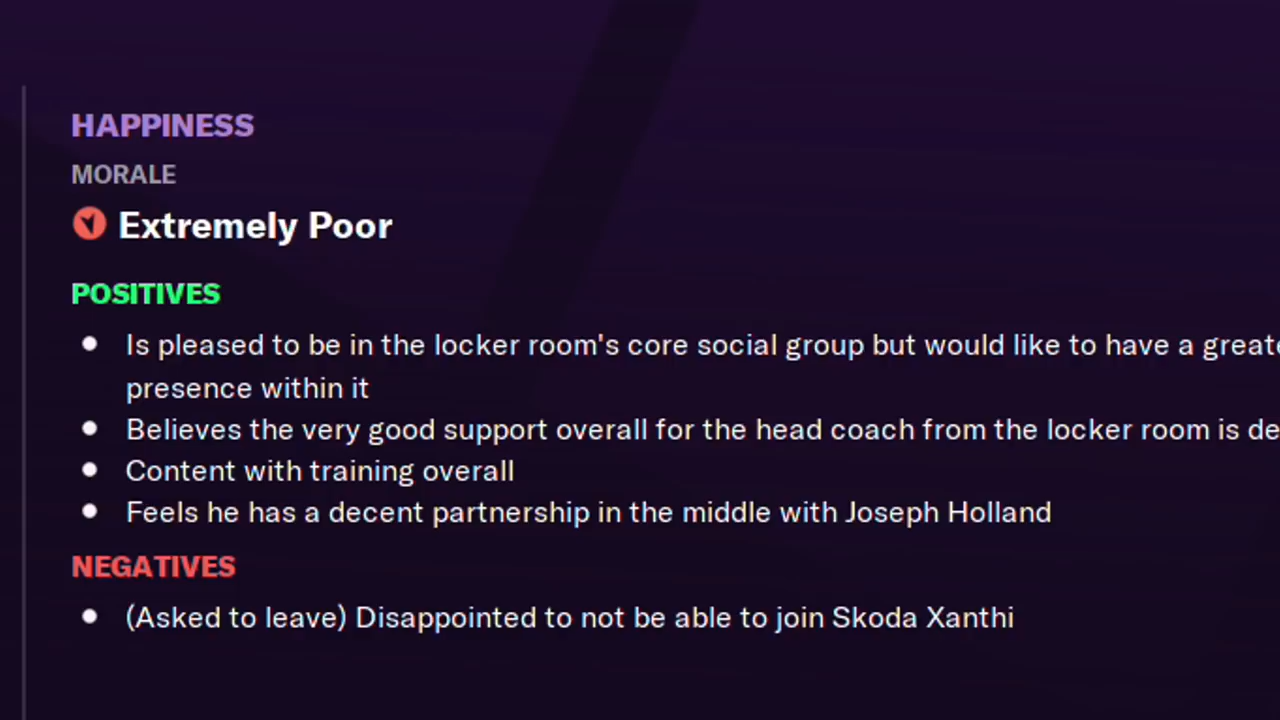 HAPPINESS
MORALE
Extremely Poor
POSITIVES
Is pleased to be in the locker room's core social group but would like to have a
presence within it
Believes the very good support overall for the head coach from the locker room is
Content with training overall
Feels he has a decent partnership in the middle with Joseph Holland
NEGATIVES
(Asked to leave) Disappointed to not be able to join Skoda Xanthi